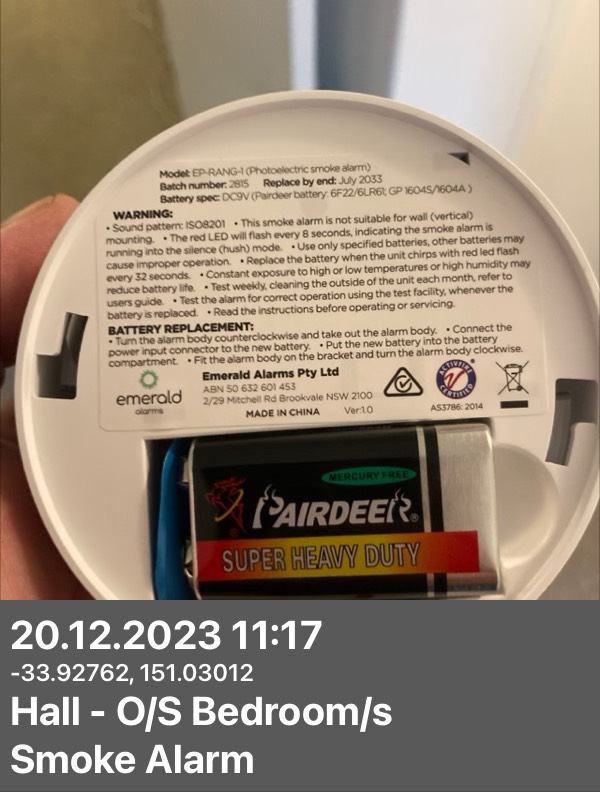 Model: EP-RANG-1 (Photoelectric smoke alarm)
Batch number: 2815 Replace by end: July 2033
Battery spec: DC9V (Pairdeer battery: 6F22/6LR61; GP 1604S/1604A )
WARNING:
• Sound pattern: ISO8201 • This smoke alarm is not suitable for wall (vertical)
mounting. • The red LED will flash every 8 seconds, indicating the smoke alarm is
running into the silence (hush) mode. • Use only specified batteries, other batteries may
cause improper operation. • Replace the battery when the unit chirps with red led flash
every 32 seconds. • Constant exposure to high or low temperatures or high humidity may
reduce battery life. • Test weekly, cleaning the outside of the unit each month, refer to
users guide. • Test the alarm for correct operation using the test facility, whenever the
battery is replaced. • Read the instructions before operating or servicing.
BATTERY REPLACEMENT:
• Turn the alarm body counterclockwise and take out the alarm body. • Connect the
power input connector to the new battery. • Put the new battery into the battery
compartment. • Fit the alarm body on the bracket and turn the alarm body clockwise.
emerald
alarms
Emerald Alarms Pty Ltd
ABN 50 632 601 453
2/29 Mitchell Rd Brookvale NSW 2100
MADE IN CHINA Ver:1.0
ACTIVFIRE
CERTIFIED
AS3786: 2014
MERCURY FREE
PAIRDEER®
SUPER HEAVY DUTY
20.12.2023 11:17
-33.92762, 151.03012
Hall - O/S Bedroom/s
Smoke Alarm